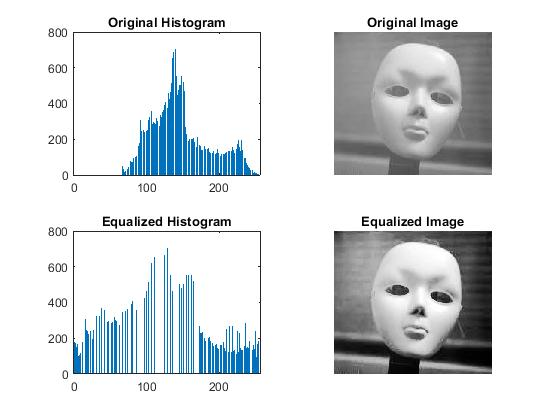 Original Histogram
800
600
400
200
0
0 100 200
Original Image
Equalized Histogram
800
600
400
200
0
0 100 200
Equalized Image